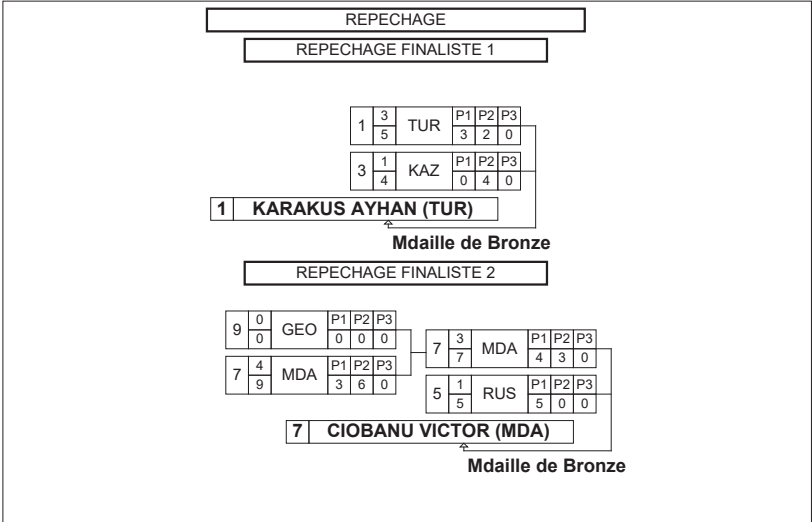 REPECHAGE
REPECHAGE FINALISTE 1
1 3 TUR P1 P2 P3
5 3 2 0
3 1 KAZ P1 P2 P3
4 0 4 0
1 KARAKUS AYHAN (TUR)
Mdaille de Bronze
REPECHAGE FINALISTE 2
9 0 GEO P1 P2 P3
0 0 0 0
7 4 MDA P1 P2 P3
9 3 6 0
7 3 MDA P1 P2 P3
7 4 3 0
5 1 RUS P1 P2 P3
5 5 0 0
7 CIOBANU VICTOR (MDA)
Mdaille de Bronze